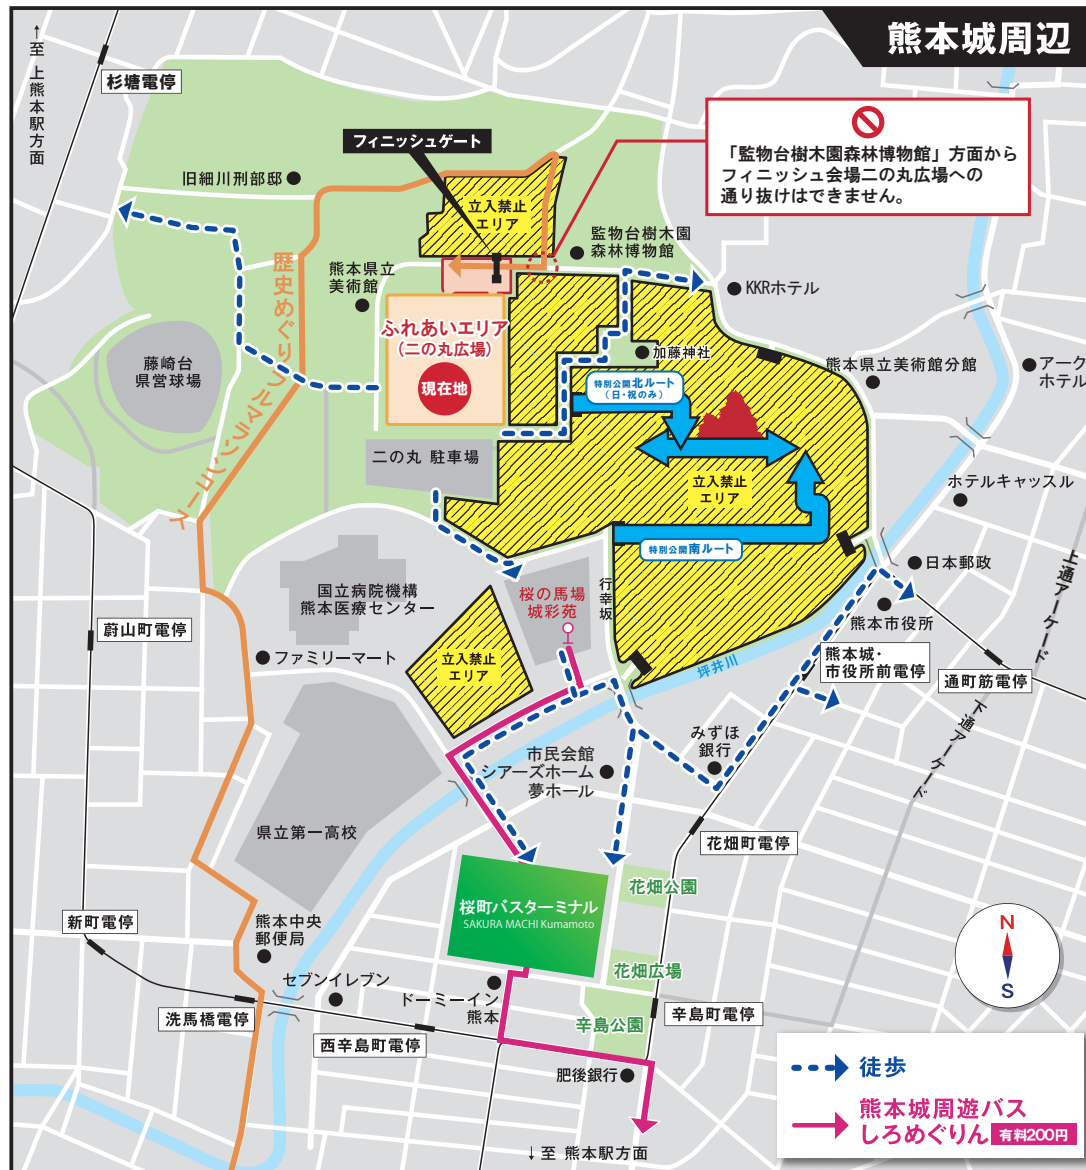 熊本城周辺
↑至 上熊本駅方面
杉塘電停
フィニッシュゲート
「監物台樹木園森林博物館」方面から
フィニッシュ会場二の丸広場への
通り抜けはできません。
旧細川刑部邸
立入禁止
エリア
監物台樹木園
森林博物館
熊本県立
美術館
KKRホテル
歴史めぐりフルマラソンコース
ふれあいエリア
(二の丸広場)
現在地
加藤神社
藤崎台
県営球場
熊本県立美術館分館
アーク
ホテル
特別公開北ルート
(日・祝のみ)
二の丸 駐車場
立入禁止
エリア
ホテルキャッスル
特別公開南ルート
日本郵政
上通アーケード
国立病院機構
熊本医療センター
桜の馬場
城彩苑
行幸坂
熊本市役所
蔚山町電停
ファミリーマート
立入禁止
エリア
坪井川
熊本城・
市役所前電停
通町筋電停
下通アーケード
みずほ
銀行
市民会館
シアーズホーム
夢ホール
県立第一高校
花畑町電停
桜町バスターミナル
SAKURA MACHI Kumamoto
花畑公園
新町電停
熊本中央
郵便局
花畑広場
N
S
セブンイレブン
ドーミーイン
熊本
洗馬橋電停
辛島公園
辛島町電停
西辛島町電停
肥後銀行
徒歩
熊本城周遊バス
しろめぐりん 有料200円
↓至 熊本駅方面